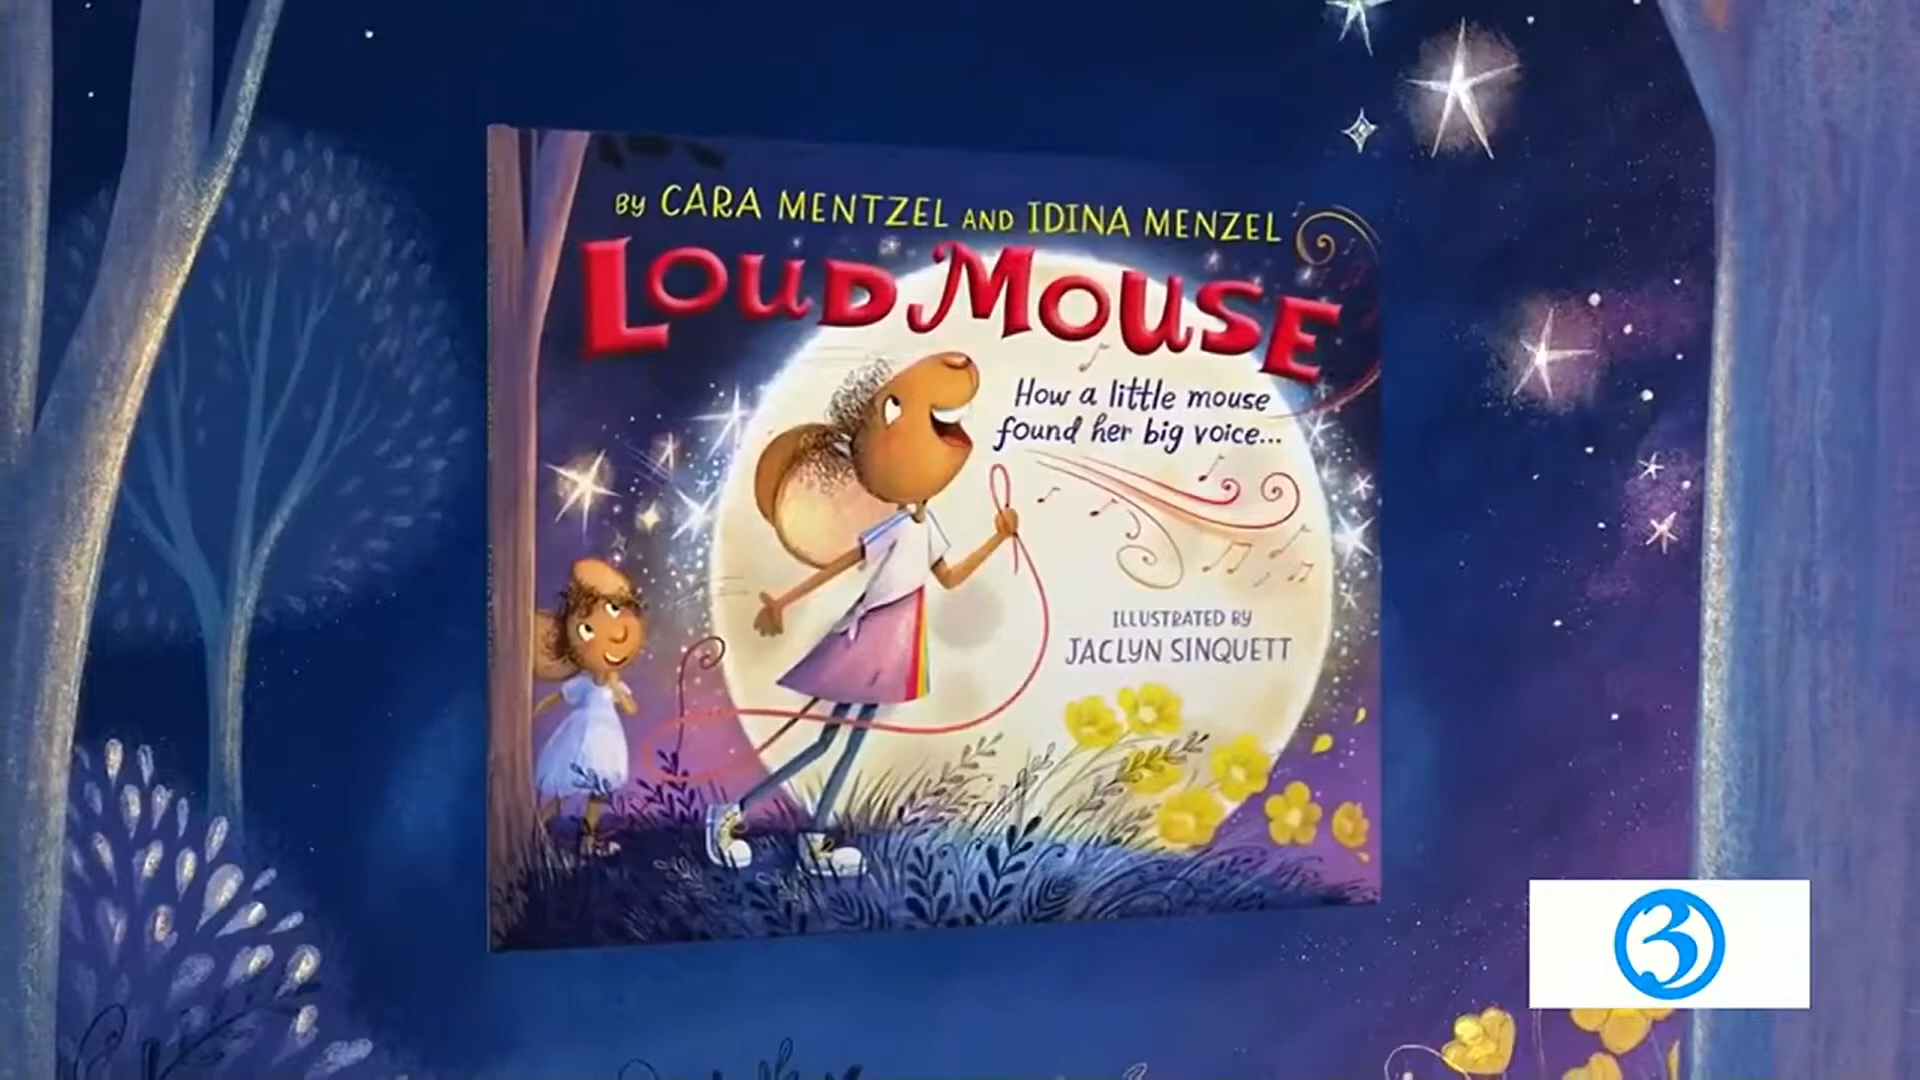 BY CARA MENTZEL AND IDINA MENZEL
LOUD MOUSE
How a little mouse
found her big voice...
ILLUSTRATED BY
JACLYN SINQUETT
3